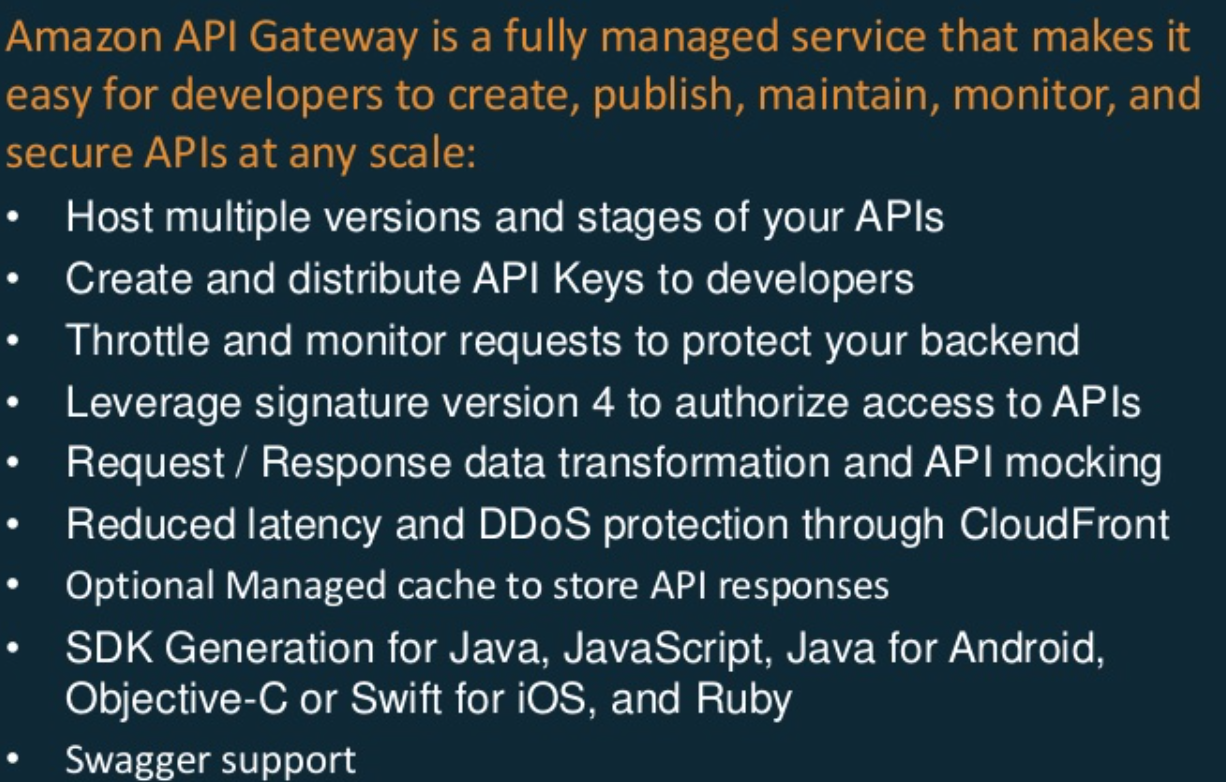 Amazon API Gateway is a fully managed service that makes it
easy for developers to create, publish, maintain, monitor, and
secure APIs at any scale:
• Host multiple versions and stages of your APIs
• Create and distribute API Keys to developers
• Throttle and monitor requests to protect your backend
• Leverage signature version 4 to authorize access to APIs
• Request / Response data transformation and API mocking
• Reduced latency and DDoS protection through CloudFront
• Optional Managed cache to store API responses
• SDK Generation for Java, JavaScript, Java for Android,
Objective-C or Swift for iOS, and Ruby
• Swagger support